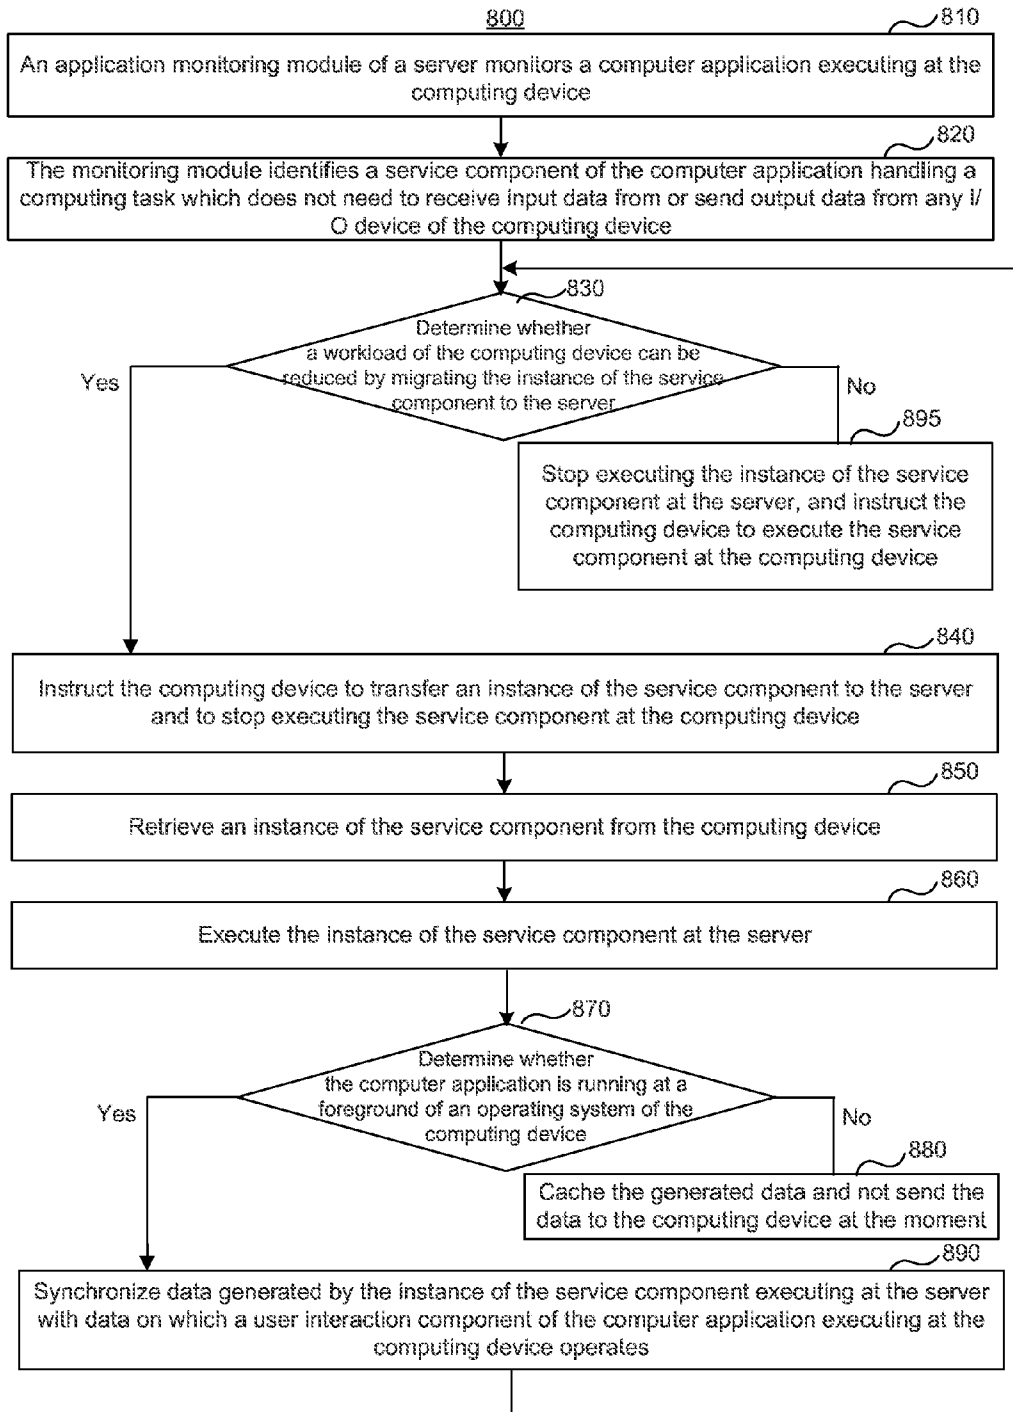 800
810
An application monitoring module of a server monitors a computer application executing at the
computing device
820
The monitoring module identifies a service component of the computer application handling a
computing task which does not need to receive input data from or send output data from any I/
O device of the computing device
830
Determine whether
a workload of the computing device can be
reduced by migrating the instance of the service
component to the server
Yes
No
895
Stop executing the instance of the service
component at the server, and instruct the
computing device to execute the service
component at the computing device
840
Instruct the computing device to transfer an instance of the service component to the server
and to stop executing the service component at the computing device
850
Retrieve an instance of the service component from the computing device
860
Execute the instance of the service component at the server
870
Determine whether
the computer application is running at a
foreground of an operating system of the
computing device
Yes
No
880
Cache the generated data and not send the
data to the computing device at the moment
890
Synchronize data generated by the instance of the service component executing at the server
with data on which a user interaction component of the computer application executing at the
computing device operates